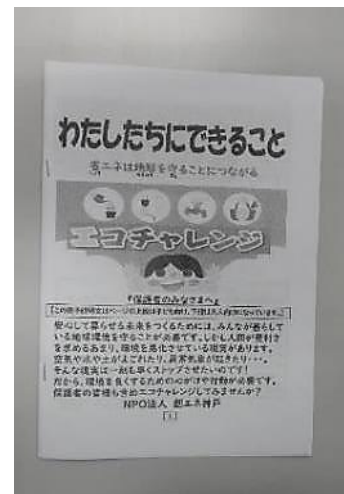 わたしたちにできること
省エネは地球を守ることにつながる
エコチャレンジ
『保護者のみなさまへ』
安心して暮らせる未来をつくるためには、みんなが暮らして
いる地球環境を守ることが必要です。しかし人間が便利さ
を求めるあまり、環境を悪化させている現実があります。
空気や水や土がよごれたり、異常気象が起きたり・・・。
そんな現実は一刻も早くストップさせたいのです!
だから、環境を良くするための心がけや行動が必要です。
保護者の皆様も是非エコチャレンジしてみませんか?
NPO法人 創エネ神戸